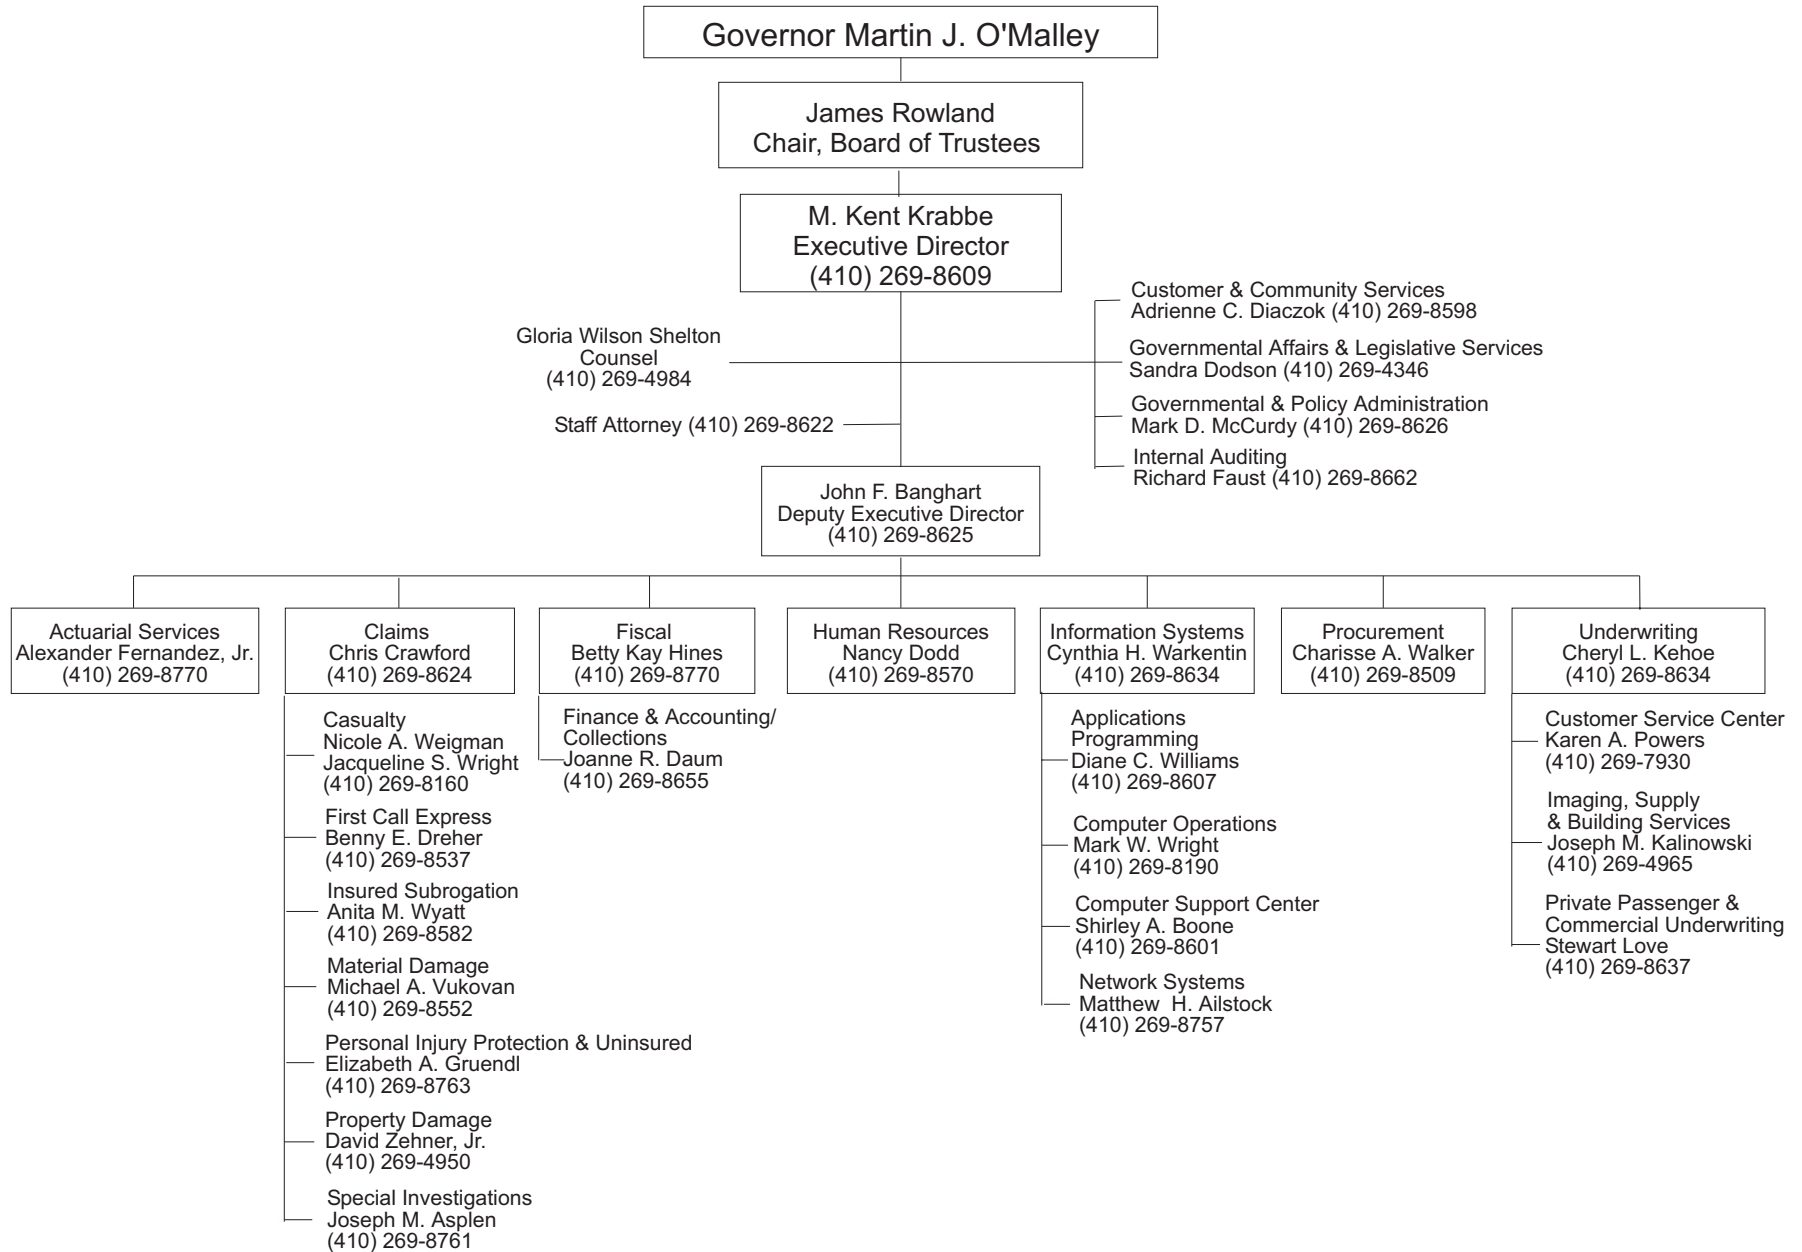 Governor Martin J. O'Malley
James Rowland
Chair, Board of Trustees
M. Kent Krabbe
Executive Director
(410) 269-8609
Gloria Wilson Shelton
Counsel
(410) 269-4984
Staff Attorney (410) 269-8622
Customer & Community Services
Adrienne C. Diaczok (410) 269-8598
Governmental Affairs & Legislative Services
Sandra Dodson (410) 269-4346
Governmental & Policy Administration
Mark D. McCurdy (410) 269-8626
Internal Auditing
Richard Faust (410) 269-8662
John F. Banghart
Deputy Executive Director
(410) 269-8625
Actuarial Services
Alexander Fernandez, Jr.
(410) 269-8770
Claims
Chris Crawford
(410) 269-8624
Casualty
Nicole A. Weigman
Jacqueline S. Wright
(410) 269-8160
First Call Express
Benny E. Dreher
(410) 269-8537
Insured Subrogation
Anita M. Wyatt
(410) 269-8582
Material Damage
Michael A. Vukovan
(410) 269-8552
Personal Injury Protection & Uninsured
Elizabeth A. Gruendl
(410) 269-8763
Property Damage
David Zehner, Jr.
(410) 269-4950
Special Investigations
Joseph M. Asplen
(410) 269-8761
Fiscal
Betty Kay Hines
(410) 269-8770
Finance & Accounting/
Collections
Joanne R. Daum
(410) 269-8655
Human Resources
Nancy Dodd
(410) 269-8570
Information Systems
Cynthia H. Warkentin
(410) 269-8634
Applications
Programming
Diane C. Williams
(410) 269-8607
Computer Operations
Mark W. Wright
(410) 269-8190
Computer Support Center
Shirley A. Boone
(410) 269-8601
Network Systems
Matthew H. Ailstock
(410) 269-8757
Procurement
Charisse A. Walker
(410) 269-8509
Underwriting
Cheryl L. Kehoe
(410) 269-8634
Customer Service Center
Karen A. Powers
(410) 269-7930
Imaging, Supply
& Building Services
Joseph M. Kalinowski
(410) 269-4965
Private Passenger &
Commercial Underwriting
Stewart Love
(410) 269-8637